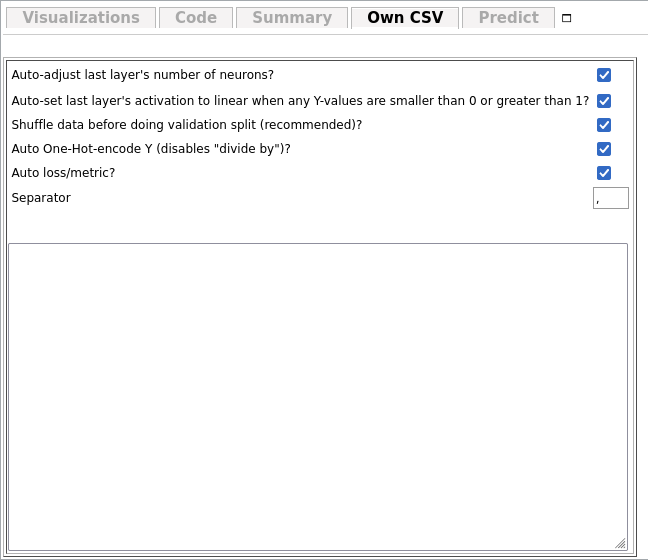 Visualizations Code Summary Own CSV Predict
Auto-adjust last layer's number of neurons?
Auto-set last layer's activation to linear when any Y-values are smaller than 0 or greater than 1?
Shuffle data before doing validation split (recommended)?
Auto One-Hot-encode Y (disables "divide by")?
Auto loss/metric?
Separator ,